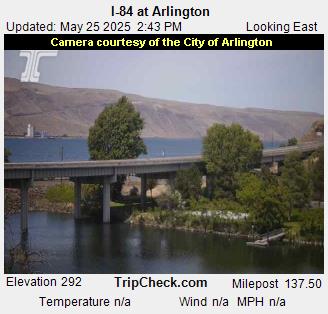 I-84 at Arlington
Updated: May 25 2025 2:43 PM Looking East
Camera courtesy of the City of Arlington
Elevation 292 TripCheck.com Milepost 137.50
Temperature n/a Wind n/a MPH n/a